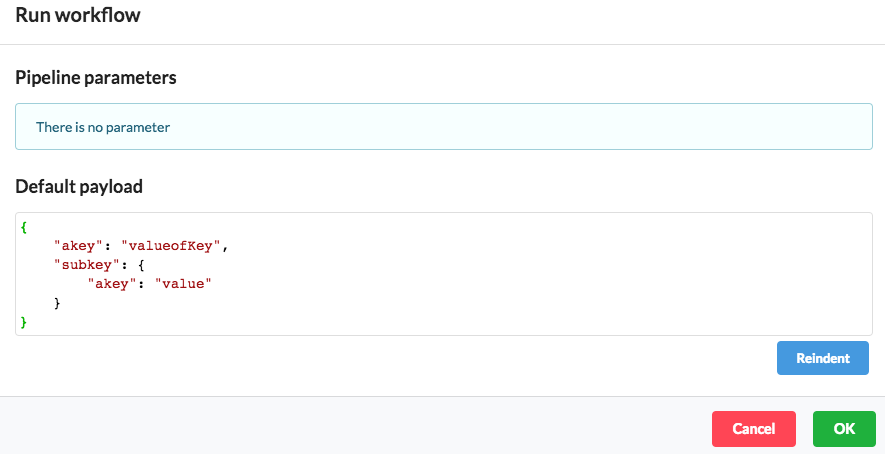 Run workflow
Pipeline parameters
There is no parameter
Default payload
{
    "akey": "valueofKey",
    "subkey": {
        "akey": "value"
    }
}
Reindent
Cancel OK